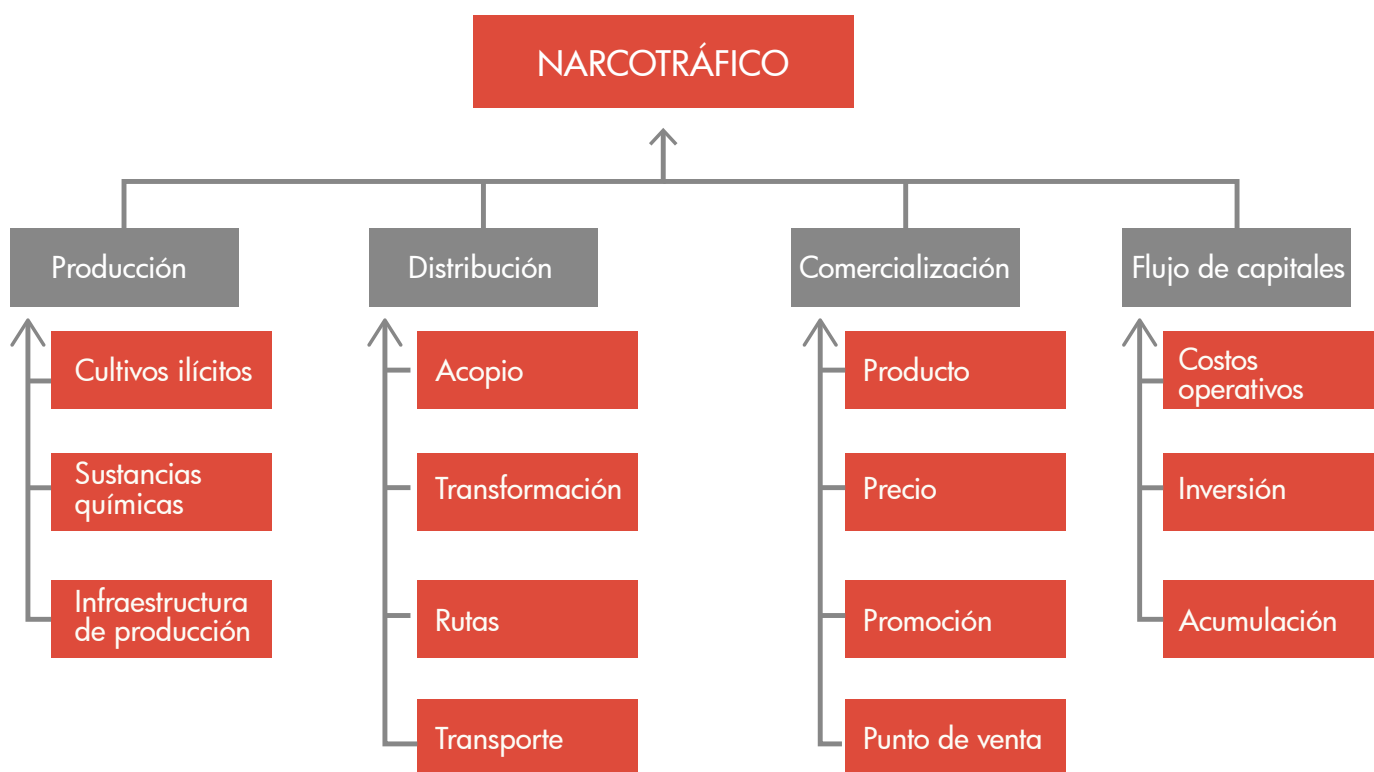 NARCOTRÁFICO
Producción
Cultivos ilícitos
Sustancias
químicas
Infraestructura
de producción
Distribución
Acopio
Transformación
Rutas
Transporte
Comercialización
Producto
Precio
Promoción
Punto de venta
Flujo de capitales
Costos
operativos
Inversión
Acumulación